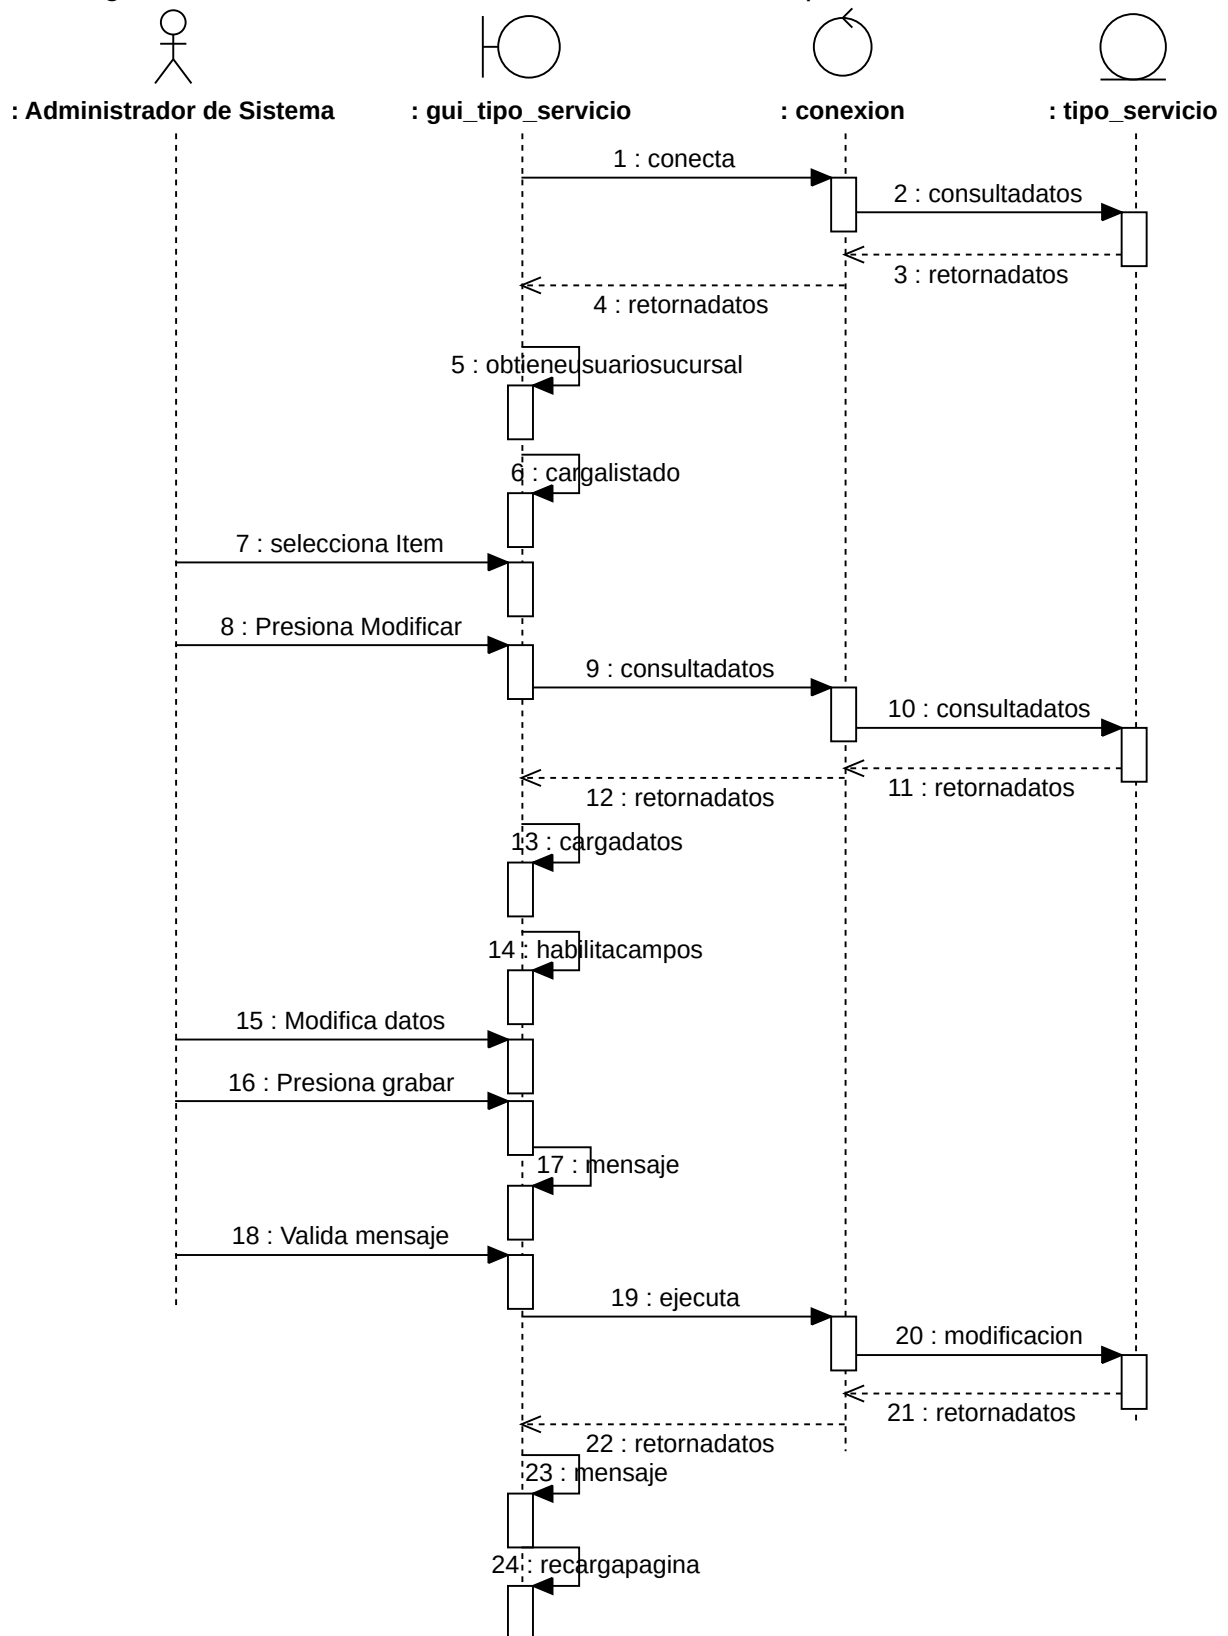 : Administrador de Sistema
: gui_tipo_servicio
: conexion
: tipo_servicio
1 : conecta
2 : consultadatos
3 : retornadatos
4 : retornadatos
5 : obtieneusuariosucursal
6 : cargalistado
7 : selecciona Item
8 : Presiona Modificar
9 : consultadatos
10 : consultadatos
11 : retornadatos
12 : retornadatos
13 : cargadatos
14 : habilitacampos
15 : Modifica datos
16 : Presiona grabar
17 : mensaje
18 : Valida mensaje
19 : ejecuta
20 : modificacion
21 : retornadatos
22 : retornadatos
23 : mensaje
24 : recargapagina